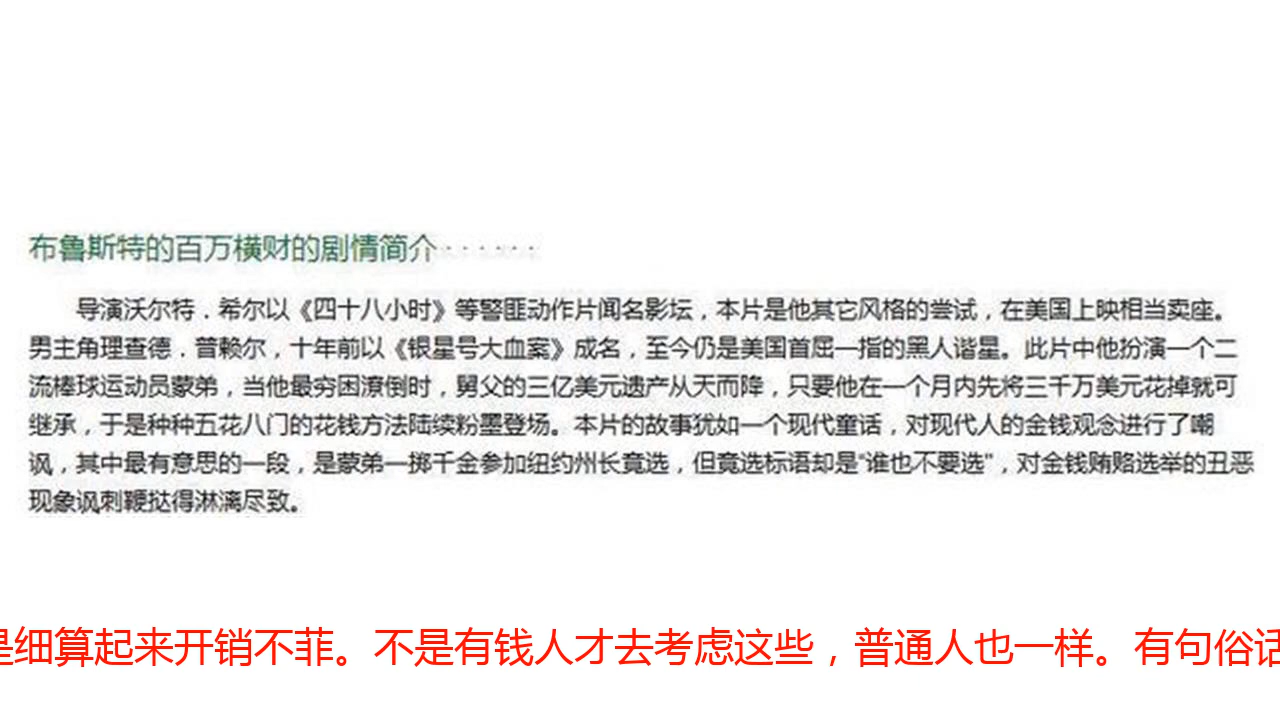 布鲁斯特的百万横财的剧情简介······
导演沃尔特．希尔以《四十八小时》等警匪动作片闻名影坛，本片是他其它风格的尝试，在美国上映相当卖座。
男主角理查德．普赖尔，十年前以《银星号大血案》成名，至今仍是美国首屈一指的黑人谐星。此片中他扮演一个二
流棒球运动员蒙弟，当他最穷困潦倒时，舅父的三亿美元遗产从天而降，只要他在一个月内先将三千万美元花掉就可
继承，于是种种五花八门的花钱方法陆续粉墨登场。本片的故事犹如一个现代童话，对现代人的金钱观念进行了嘲
讽，其中最有意思的一段，是蒙弟一掷千金参加纽约州长竟选，但竟选标语却是“谁也不要选”，对金钱贿赂选举的丑恶
现象讽刺鞭挞得淋漓尽致。
是细算起来开销不菲。不是有钱人才去考虑这些，普通人也一样。有句俗话